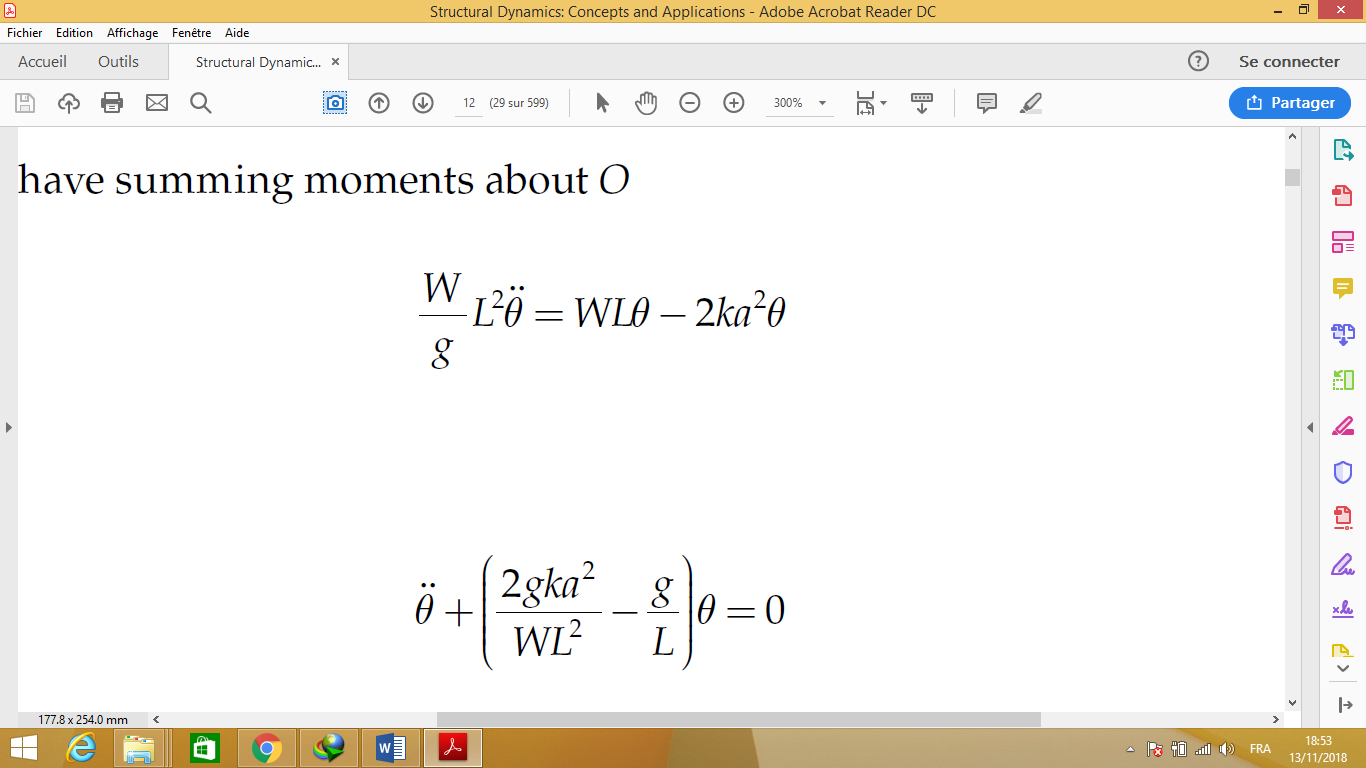 Structural Dynamics: Concepts and Applications - Adobe Acrobat Reader DC
Fichier Edition Affichage Fenêtre Aide
Accueil Outils Structural Dynamic... × ? Se connecter
12 (29 sur 599) 300% Partager
have summing moments about O
W/g L²θ̈ = WLθ − 2ka²θ
θ̈ + (2gka²/WL² − g/L)θ = 0
177.8 x 254.0 mm
FRA
18:53
13/11/2018